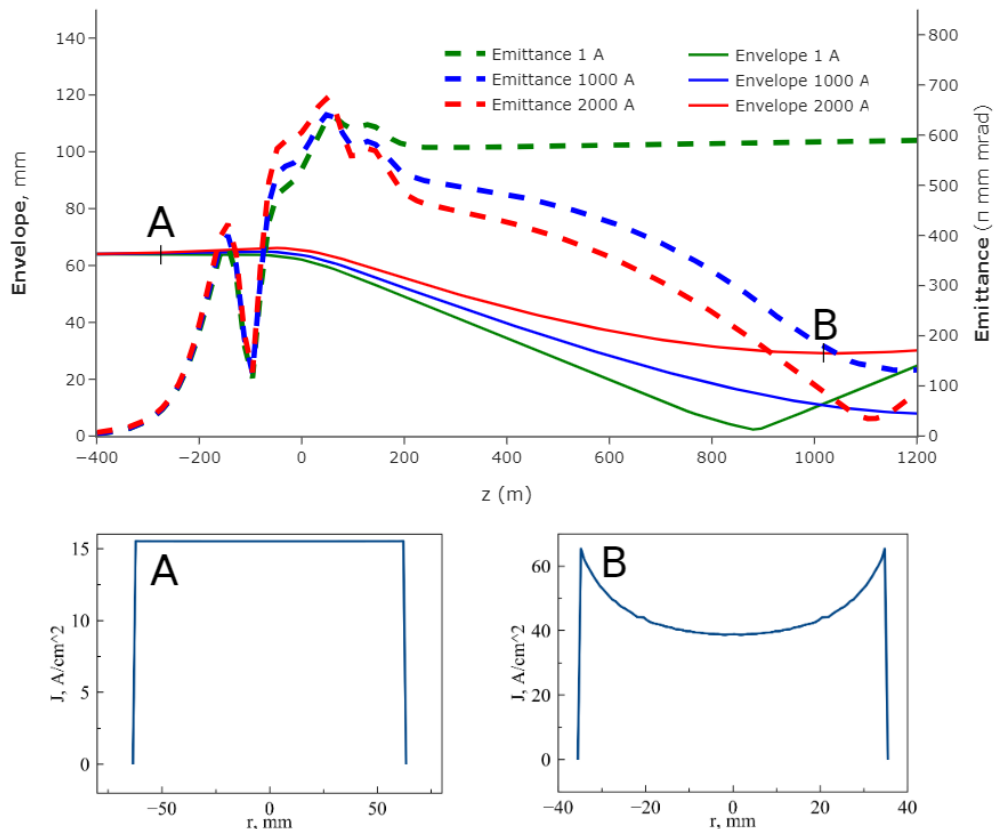 140
120
100
80
60
40
20
0
Envelope, mm
800
700
600
500
400
300
200
100
0
Emittance (п mm mrad)
Emittance 1 A
Emittance 1000 A
Emittance 2000 A
Envelope 1 A
Envelope 1000 A
Envelope 2000 A
A
B
−400 −200 0 200 400 600 800 1000 1200
z (m)
A
15
10
5
0
J, A/cm^2
−50 0 50
r, mm
B
60
40
20
0
J, A/cm^2
−40 −20 0 20 40
r, mm